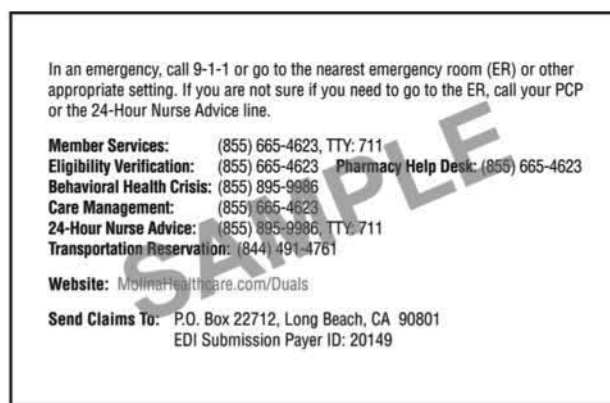 In an emergency, call 9-1-1 or go to the nearest emergency room (ER) or other
appropriate setting. If you are not sure if you need to go to the ER, call your PCP
or the 24-Hour Nurse Advice line.
Member Services: (855) 665-4623, TTY: 711
Eligibility Verification: (855) 665-4623 Pharmacy Help Desk: (855) 665-4623
Behavioral Health Crisis: (855) 895-9986
Care Management: (855) 665-4623
24-Hour Nurse Advice: (855) 895-9986, TTY: 711
Transportation Reservation: (844) 491-4761
Website: MolinaHealthcare.com/Duals
Send Claims To: P.O. Box 22712, Long Beach, CA 90801
EDI Submission Payer ID: 20149
SAMPLE